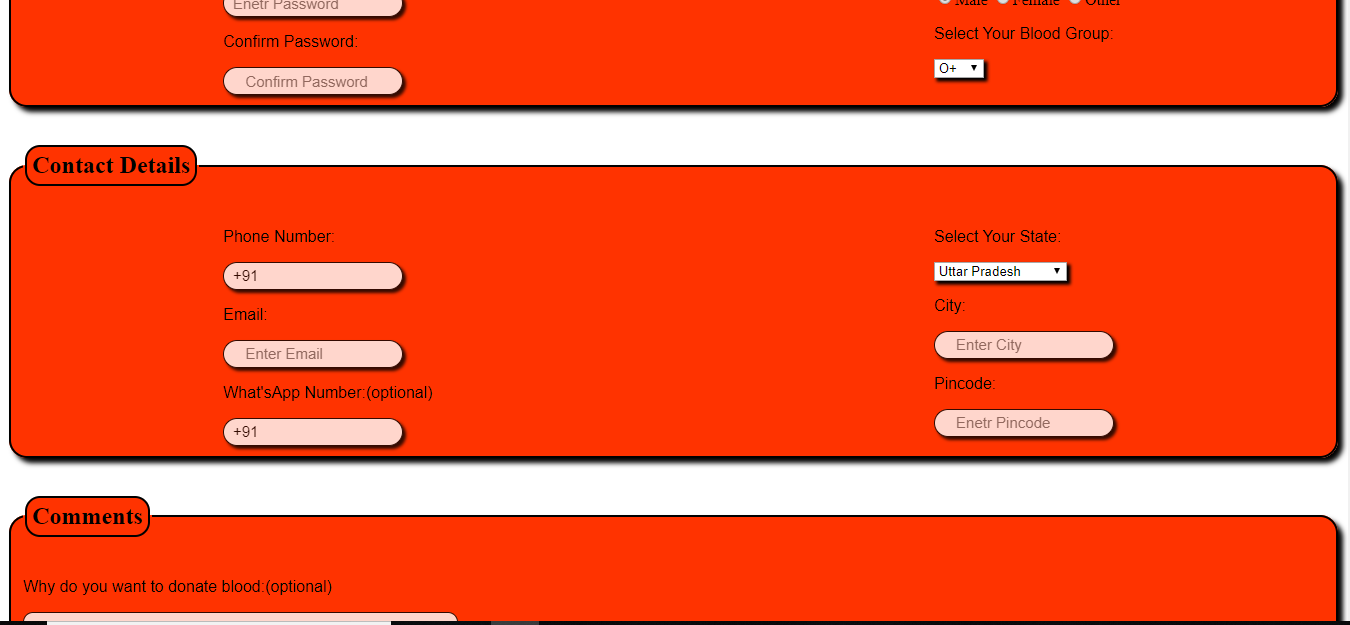 Enetr Password
Male Female Other
Confirm Password:
Select Your Blood Group:
Confirm Password
O+
Contact Details
Phone Number:
Select Your State:
+91
Uttar Pradesh
Email:
City:
Enter Email
Enter City
What'sApp Number:(optional)
Pincode:
+91
Enetr Pincode
Comments
Why do you want to donate blood:(optional)